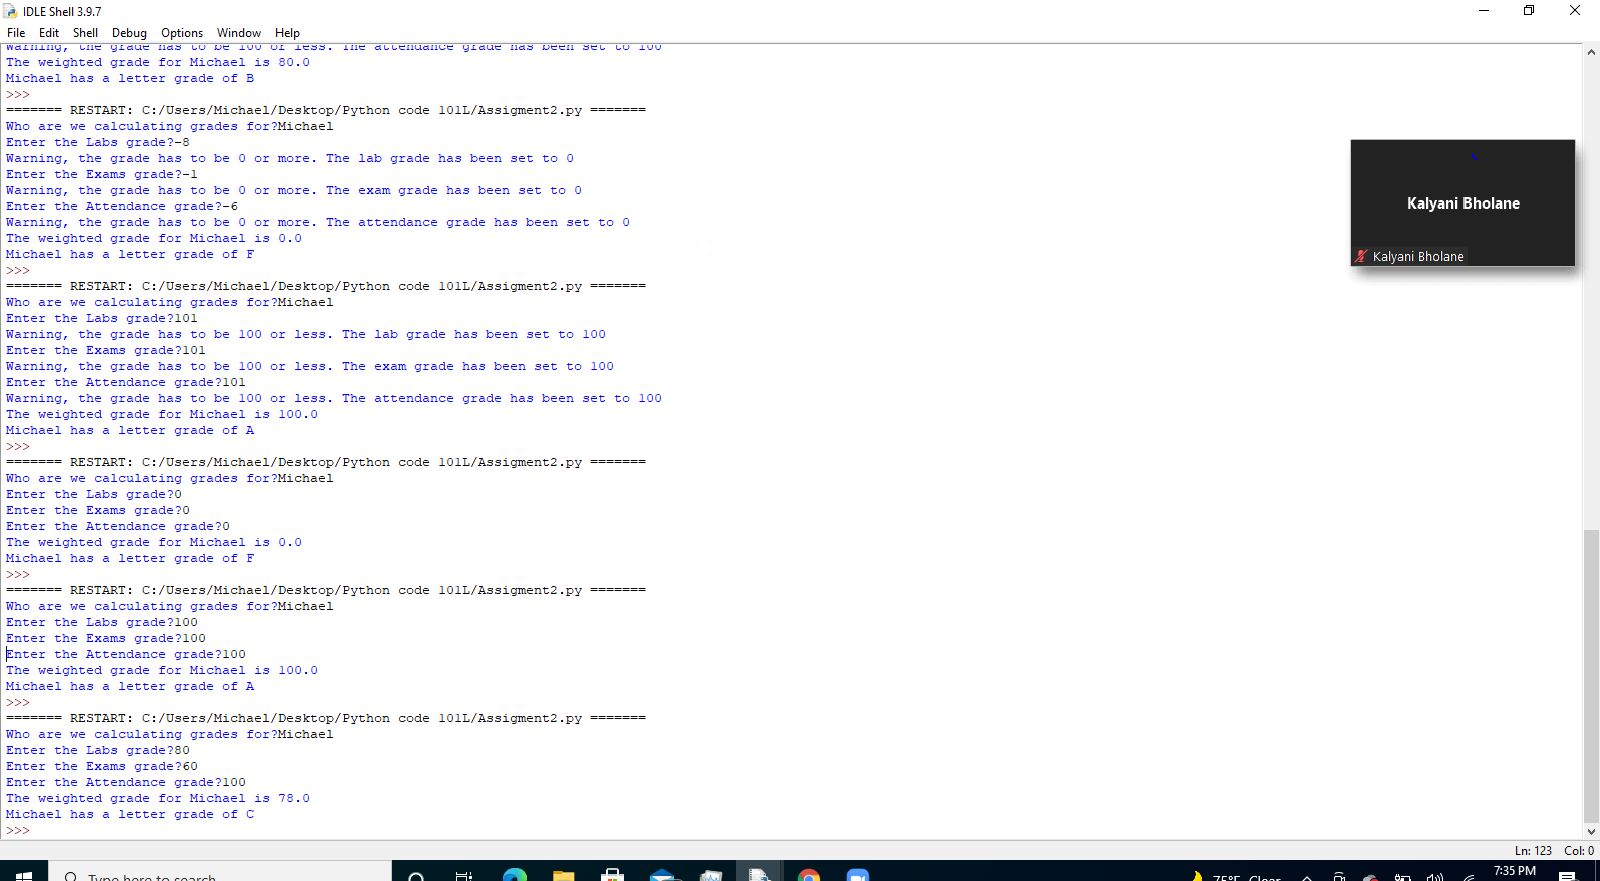 IDLE Shell 3.9.7
File Edit Shell Debug Options Window Help
Warning, the grade has to be 100 or less. The attendance grade has been set to 100
The weighted grade for Michael is 80.0
Michael has a letter grade of B
>>>
======= RESTART: C:/Users/Michael/Desktop/Python code 101L/Assigment2.py =======
Who are we calculating grades for?Michael
Enter the Labs grade?-8
Warning, the grade has to be 0 or more. The lab grade has been set to 0
Enter the Exams grade?-1
Warning, the grade has to be 0 or more. The exam grade has been set to 0
Enter the Attendance grade?-6
Warning, the grade has to be 0 or more. The attendance grade has been set to 0
The weighted grade for Michael is 0.0
Michael has a letter grade of F
>>>
======= RESTART: C:/Users/Michael/Desktop/Python code 101L/Assigment2.py =======
Who are we calculating grades for?Michael
Enter the Labs grade?101
Warning, the grade has to be 100 or less. The lab grade has been set to 100
Enter the Exams grade?101
Warning, the grade has to be 100 or less. The exam grade has been set to 100
Enter the Attendance grade?101
Warning, the grade has to be 100 or less. The attendance grade has been set to 100
The weighted grade for Michael is 100.0
Michael has a letter grade of A
>>>
======= RESTART: C:/Users/Michael/Desktop/Python code 101L/Assigment2.py =======
Who are we calculating grades for?Michael
Enter the Labs grade?0
Enter the Exams grade?0
Enter the Attendance grade?0
The weighted grade for Michael is 0.0
Michael has a letter grade of F
>>>
======= RESTART: C:/Users/Michael/Desktop/Python code 101L/Assigment2.py =======
Who are we calculating grades for?Michael
Enter the Labs grade?100
Enter the Exams grade?100
Enter the Attendance grade?100
The weighted grade for Michael is 100.0
Michael has a letter grade of A
>>>
======= RESTART: C:/Users/Michael/Desktop/Python code 101L/Assigment2.py =======
Who are we calculating grades for?Michael
Enter the Labs grade?80
Enter the Exams grade?60
Enter the Attendance grade?100
The weighted grade for Michael is 78.0
Michael has a letter grade of C
>>>
Kalyani Bholane
Kalyani Bholane
Ln: 123 Col: 0
Type here to search
75°F Clear
7:35 PM